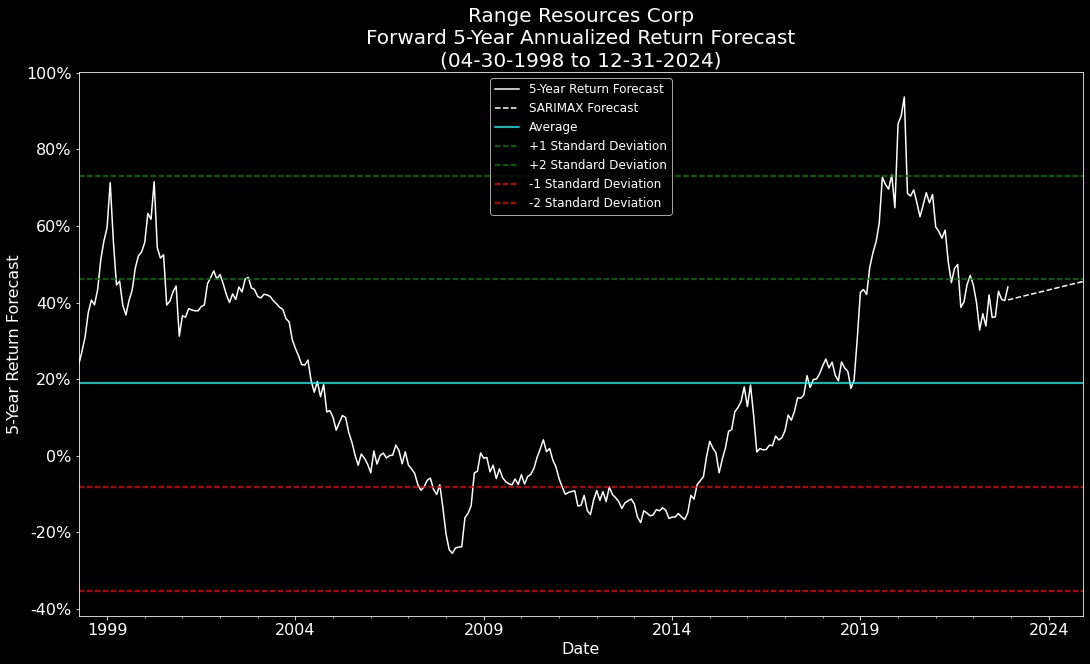 Range Resources Corp
Forward 5-Year Annualized Return Forecast
(04-30-1998 to 12-31-2024)
100%
80%
60%
40%
20%
0%
-20%
-40%
5-Year Return Forecast
5-Year Return Forecast
SARIMAX Forecast
Average
+1 Standard Deviation
+2 Standard Deviation
-1 Standard Deviation
-2 Standard Deviation
1999 2004 2009 2014 2019 2024
Date